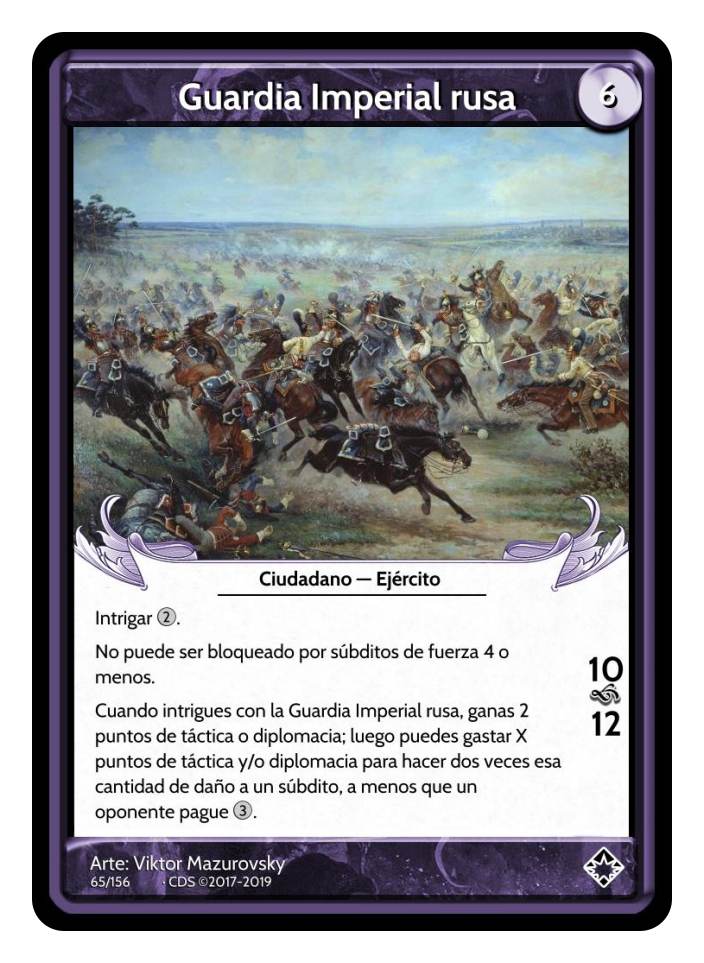 Guardia Imperial rusa
6
Ciudadano — Ejército
Intrigar 2.
No puede ser bloqueado por súbditos de fuerza 4 o
menos.
Cuando intrigues con la Guardia Imperial rusa, ganas 2
puntos de táctica o diplomacia; luego puedes gastar X
puntos de táctica y/o diplomacia para hacer dos veces esa
cantidad de daño a un súbdito, a menos que un
oponente pague 3.
10
12
Arte: Viktor Mazurovsky
65/156 · CDS ©2017-2019